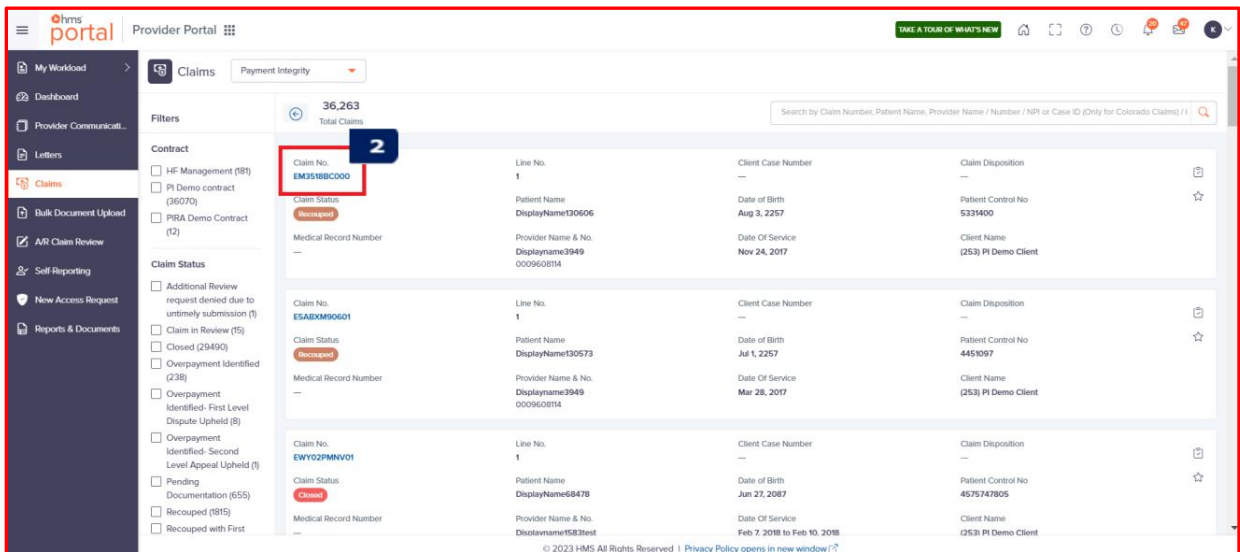 hms
portal
Provider Portal
TAKE A TOUR OF WHAT'S NEW
20
47
K
My Workload
Dashboard
Provider Communicati...
Letters
Claims
Bulk Document Upload
A/R Claim Review
Self-Reporting
New Access Request
Reports & Documents
Claims
Payment Integrity
Filters
Contract
HF Management (181)
PI Demo contract
(36070)
PIRA Demo Contract
(12)
Claim Status
Additional Review
request denied due to
untimely submission (1)
Claim in Review (15)
Closed (29490)
Overpayment Identified
(238)
Overpayment
Identified- First Level
Dispute Upheld (8)
Overpayment
Identified- Second
Level Appeal Upheld (1)
Pending
Documentation (655)
Recouped (1815)
Recouped with First
36,263
Total Claims
Search by Claim Number, Patient Name, Provider Name / Number / NPI or Case ID (Only for Colorado Claims) / I
2
Claim No. Line No. Client Case Number Claim Disposition
EM3518BC000 1 --- ---
Claim Status Patient Name Date of Birth Patient Control No
Recouped DisplayName130606 Aug 3, 2257 5331400
Medical Record Number Provider Name & No. Date Of Service Client Name
--- Displayname3949 Nov 24, 2017 (253) PI Demo Client
0009608114
Claim No. Line No. Client Case Number Claim Disposition
E5ABXM90601 1 --- ---
Claim Status Patient Name Date of Birth Patient Control No
Recouped DisplayName130573 Jul 1, 2257 4451097
Medical Record Number Provider Name & No. Date Of Service Client Name
--- Displayname3949 Mar 28, 2017 (253) PI Demo Client
0009608114
Claim No. Line No. Client Case Number Claim Disposition
EWY02PMNV01 1 --- ---
Claim Status Patient Name Date of Birth Patient Control No
Closed DisplayName68478 Jun 27, 2087 4575747805
Medical Record Number Provider Name & No. Date Of Service Client Name
--- Displayname1583test Feb 7, 2018 to Feb 10, 2018 (253) PI Demo Client
© 2023 HMS All Rights Reserved | Privacy Policy opens in new window